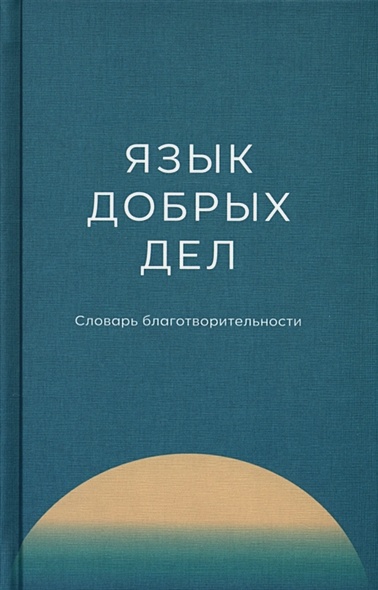 ЯЗЫК
ДОБРЫХ
ДЕЛ
Словарь благотворительности